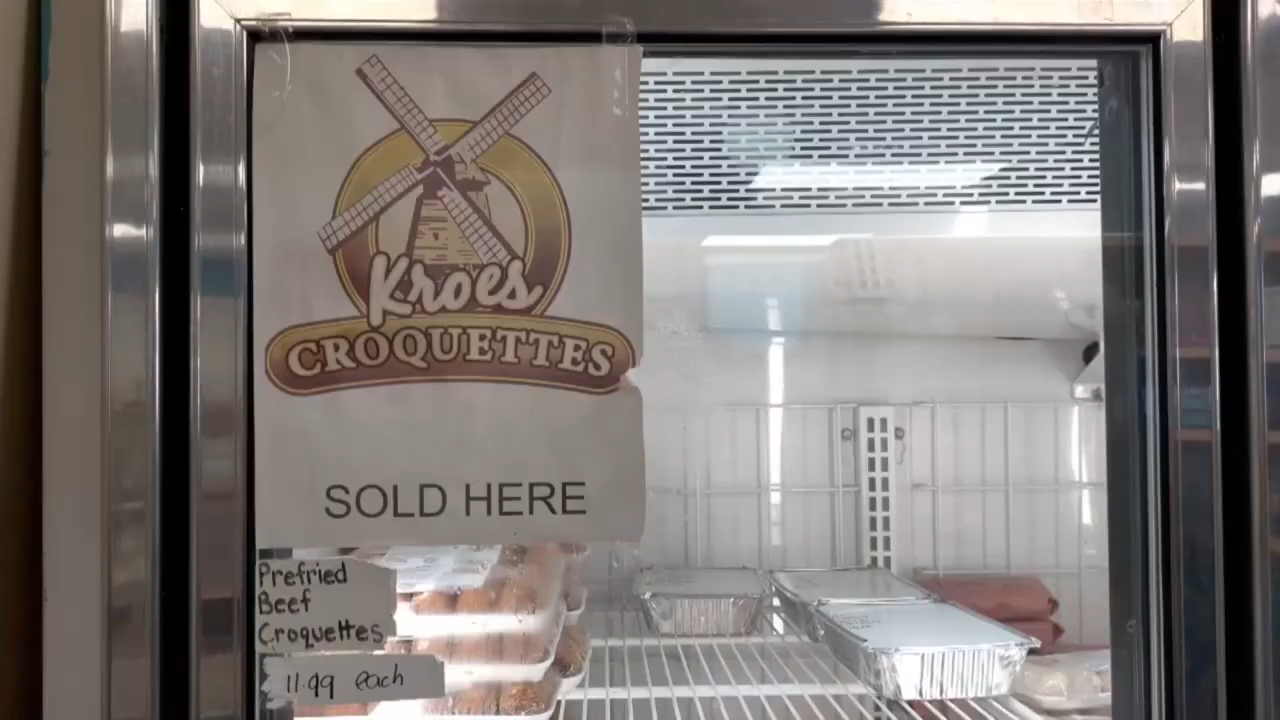 Kroes
CROQUETTES
SOLD HERE
Prefried
Beef
Croquettes
11.99 each